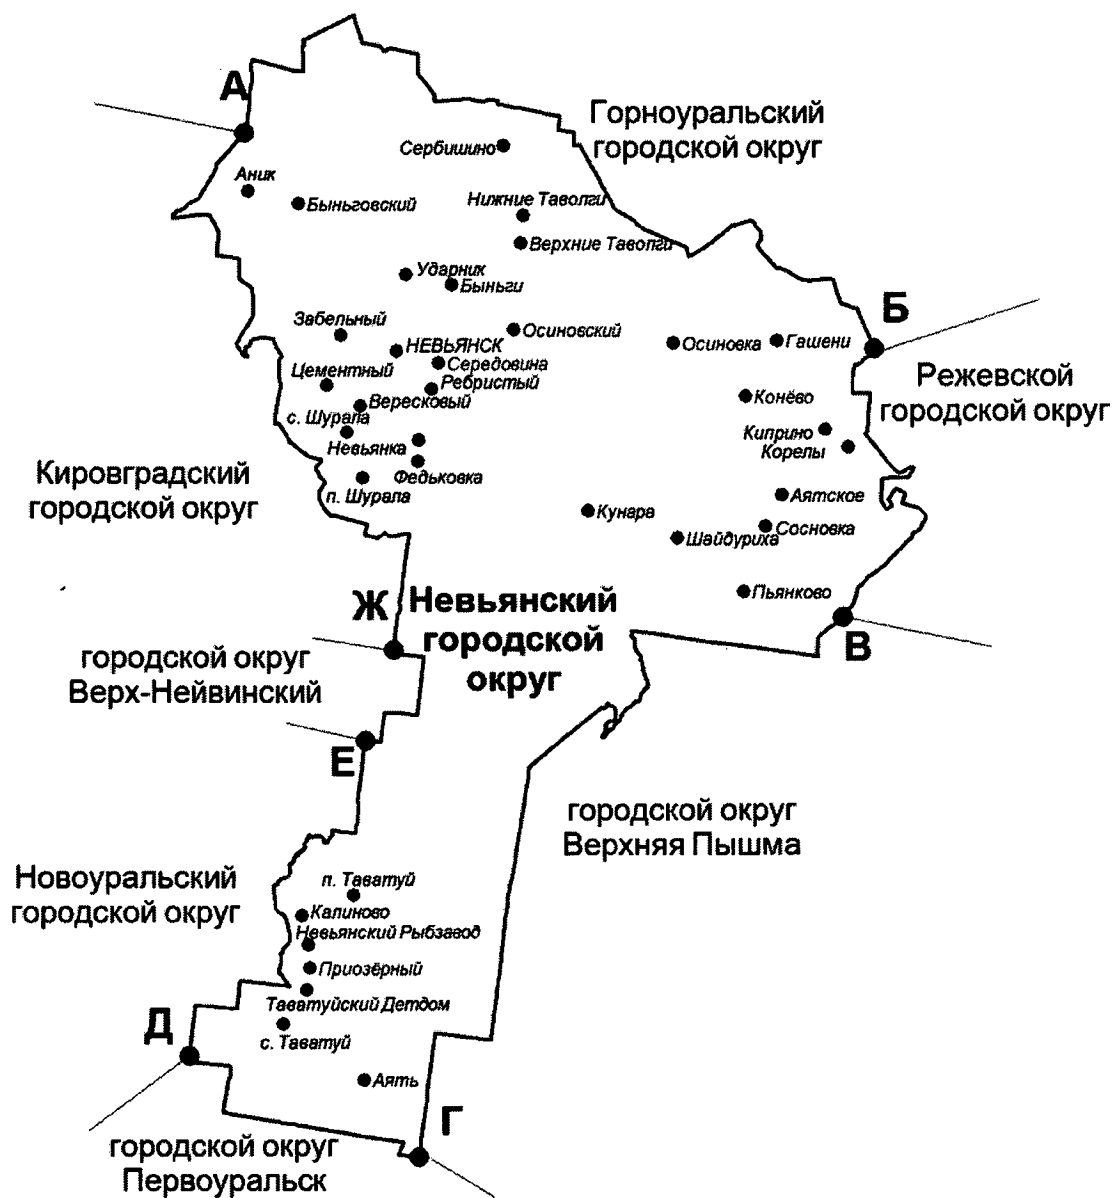 А
Горноуральский
городской округ
Сербишино
Аник
Быньговский
Нижние Таволги
Верхние Таволги
Ударник
Быньги
Б
Забельный
Осиновский
НЕВЬЯНСК
Осиновка
Гашени
Середовина
Цементный
Ребристый
Режевской
городской округ
Вересковый
Конёво
с. Шурала
Невьянка
Киприно
Корелы
Кировградский
городской округ
Федьковка
п. Шурала
Аятское
Кунара
Сосновка
Шайдуриха
Пьянково
Ж
Невьянский
городской
округ
В
городской округ
Верх-Нейвинский
Е
городской округ
Верхняя Пышма
Новоуральский
городской округ
п. Таватуй
Калиново
Невьянский Рыбзавод
Приозёрный
Таватуйский Детдом
Д
с. Таватуй
Аять
Г
городской округ
Первоуральск